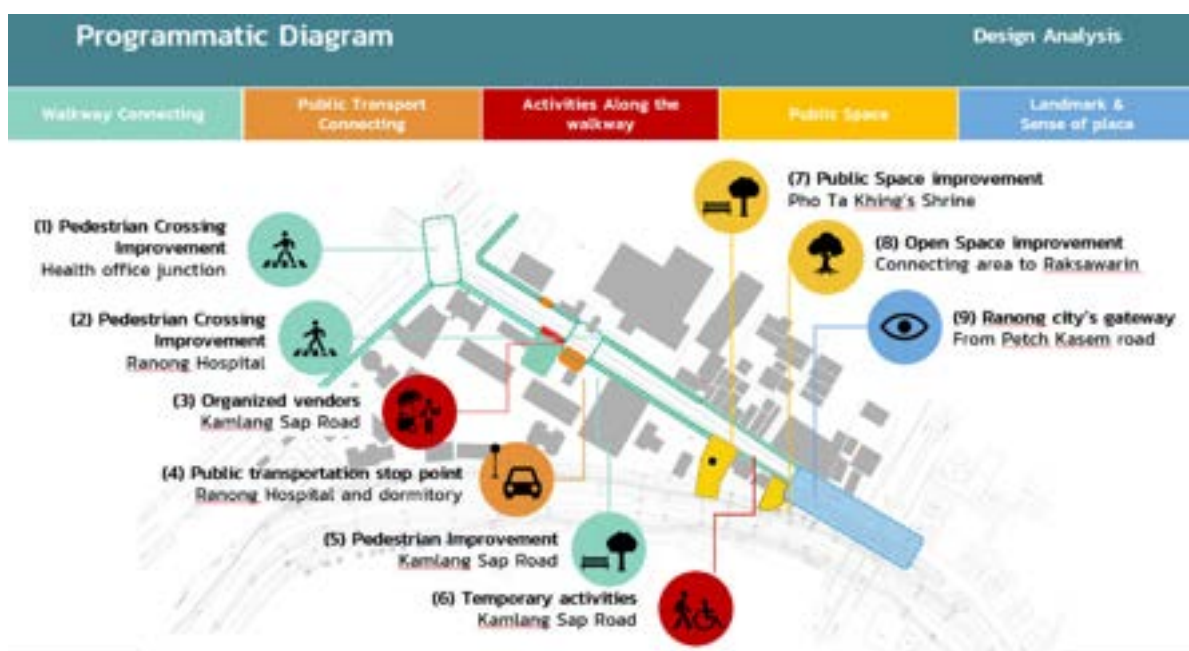 Programmatic Diagram
Design Analysis
Walkway Connecting
Public Transport
Connecting
Activities Along the
walkway
Public Space
Landmark &
Sense of place
(1) Pedestrian Crossing
Improvement
Health office junction
(2) Pedestrian Crossing
Improvement
Ranong Hospital
(3) Organized vendors
Kamlang Sap Road
(4) Public transportation stop point
Ranong Hospital and dormitory
(5) Pedestrian Improvement
Kamlang Sap Road
(6) Temporary activities
Kamlang Sap Road
(7) Public Space improvement
Pho Ta Khing's Shrine
(8) Open Space improvement
Connecting area to Raksawarin
(9) Ranong city's gateway
From Petch Kasem road